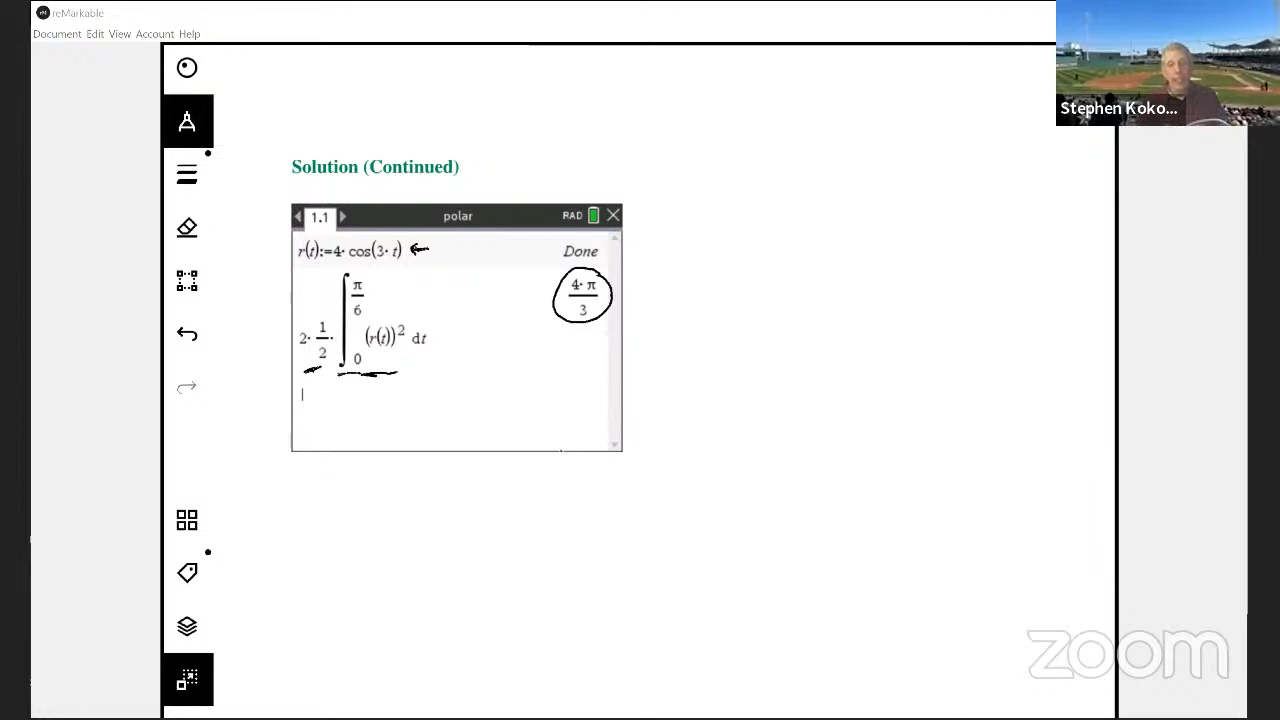 reMarkable
Document Edit View Account Help
Stephen Koko...
Solution (Continued)
1.1 polar RAD
r(t):=4· cos(3· t) Done
2· 1/2 · ∫ 0 π/6 (r(t))² dt 4· π/3
zoom